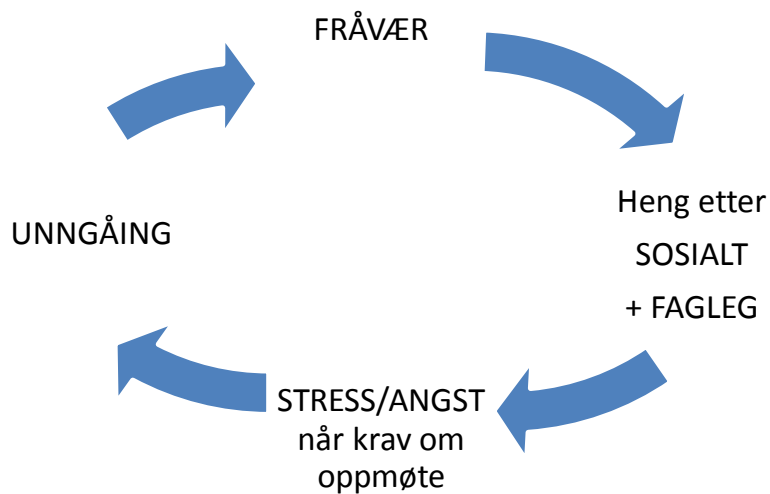 FRÅVÆR
Heng etter
SOSIALT
+ FAGLEG
STRESS/ANGST
når krav om
oppmøte
UNNGÅING